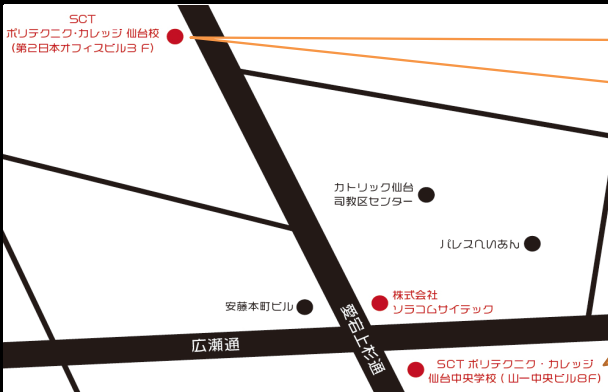 SCT
ポリテクニク・カレッジ 仙台校
(第2日本オフィスビル3 F)
カトリック仙台
司教区センター
パレスへいあん
株式会社
ソラコムサイテック
安藤本町ビル
愛宕上杉通
広瀬通
SCT ポリテクニク・カレッジ
仙台中央学校 ( 山一中央ビル8F)